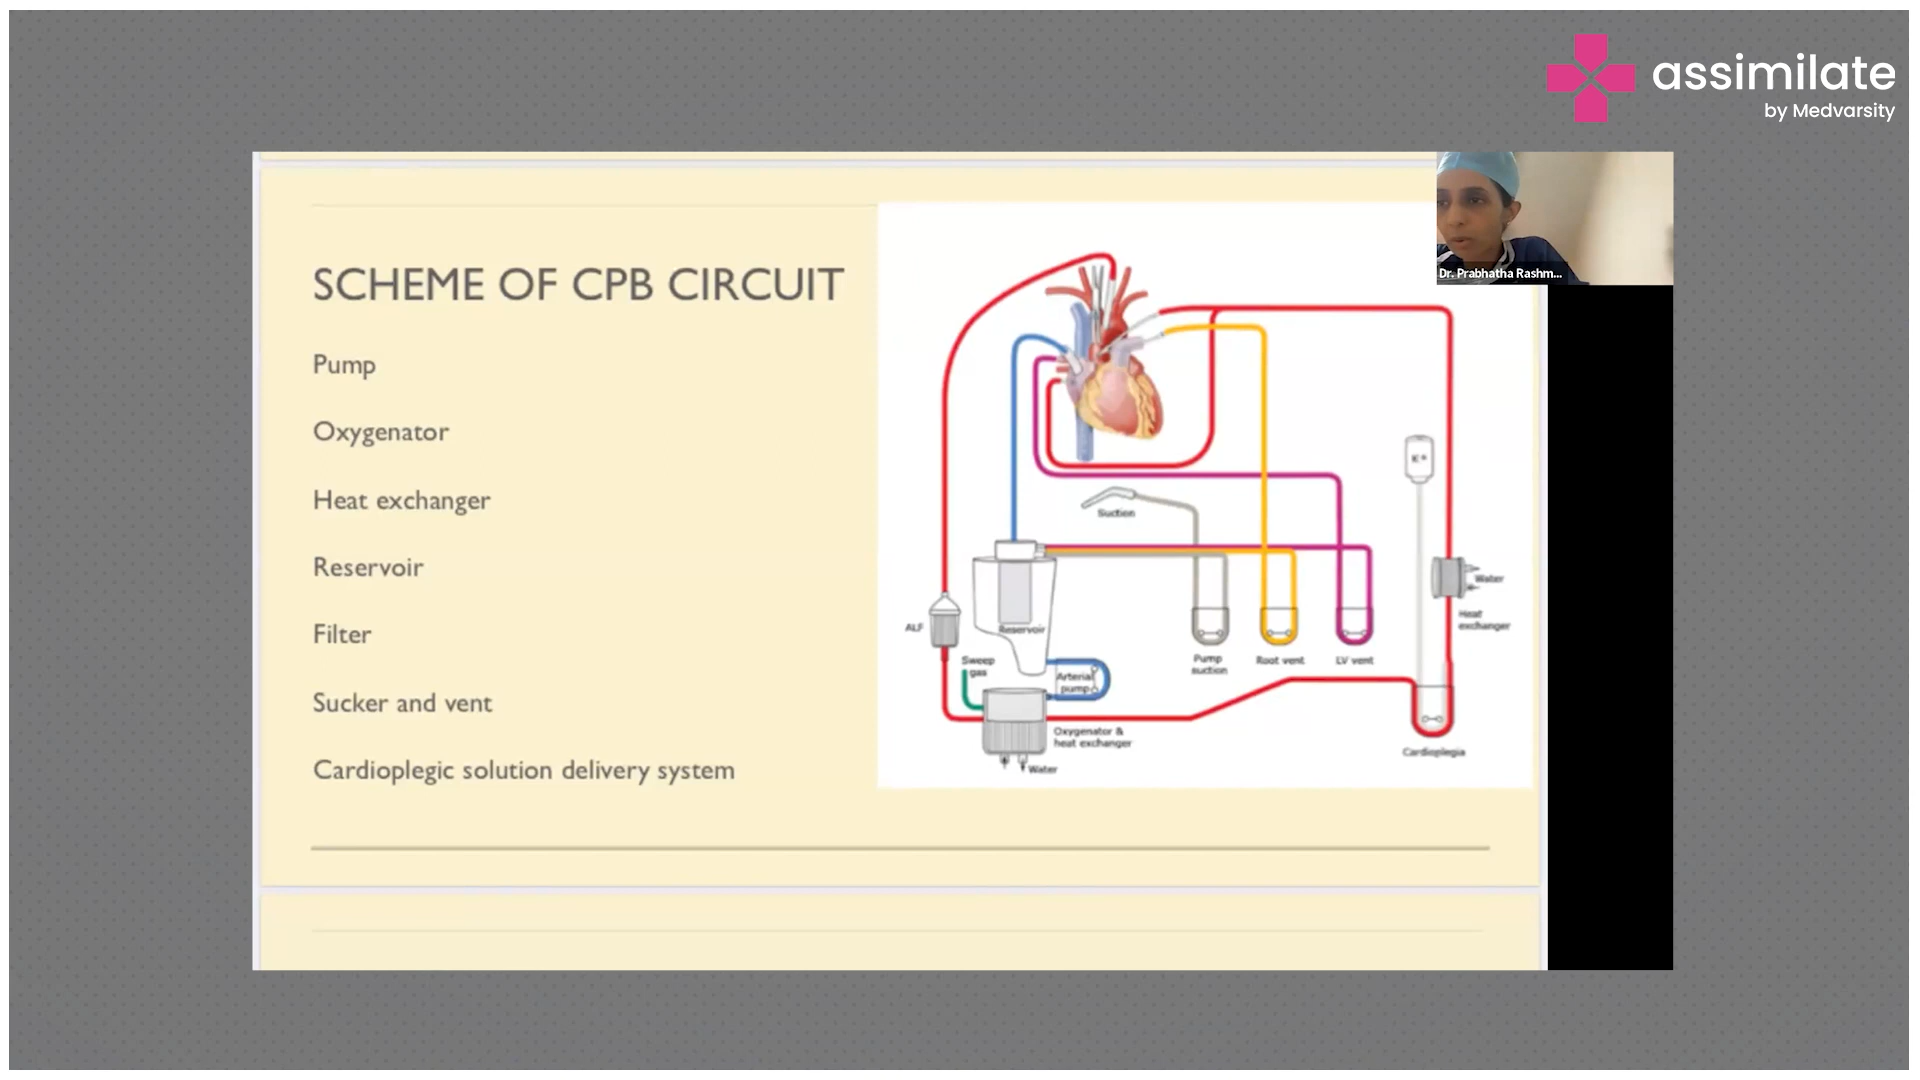 assimilate
by Medvarsity
Dr. Prabhatha Rashm...
SCHEME OF CPB CIRCUIT
Pump
Oxygenator
Heat exchanger
Reservoir
Filter
Sucker and vent
Cardioplegic solution delivery system
K+
Suction
Water
Heat
exchanger
ALF
Reservoir
Sweep
gas
Arterial
pump
Pump
suction
Root vent
LV vent
Oxygenator &
heat exchanger
Water
Cardioplegia